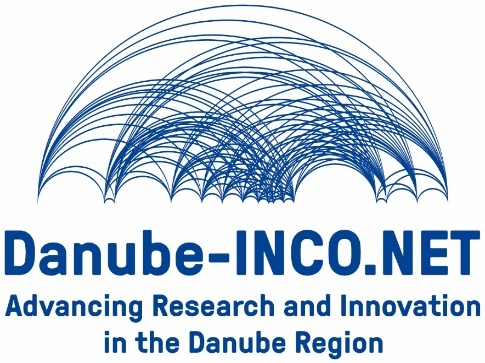 Danube-INCO.NET
Advancing Research and Innovation
in the Danube Region